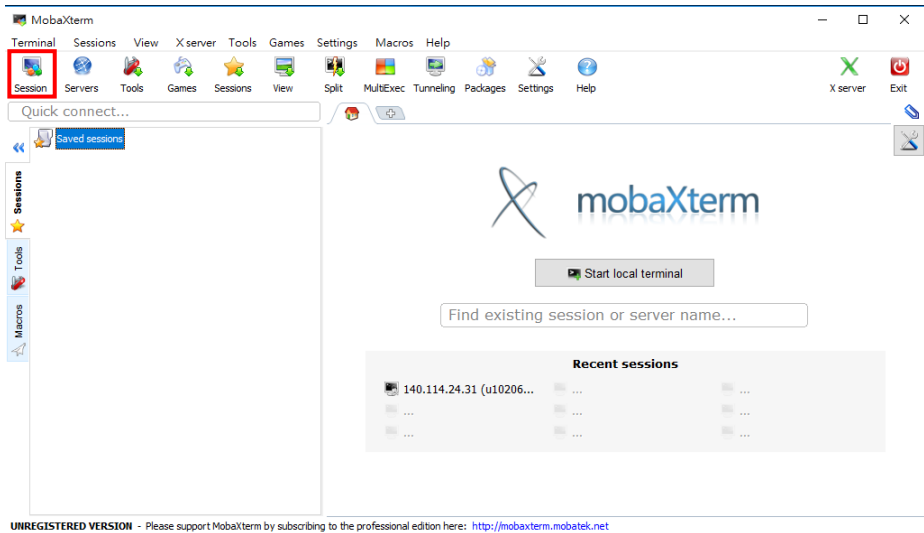 MobaXterm
Terminal Sessions View X server Tools Games Settings Macros Help
Session Servers Tools Games Sessions View Split MultiExec Tunneling Packages Settings Help X server Exit
Quick connect...
Saved sessions
Sessions
Tools
Macros
mobaXterm
Start local terminal
Find existing session or server name...
Recent sessions
140.114.24.31 (u10206... ... ...
... ... ...
... ... ...
UNREGISTERED VERSION - Please support MobaXterm by subscribing to the professional edition here: http://mobaxterm.mobatek.net